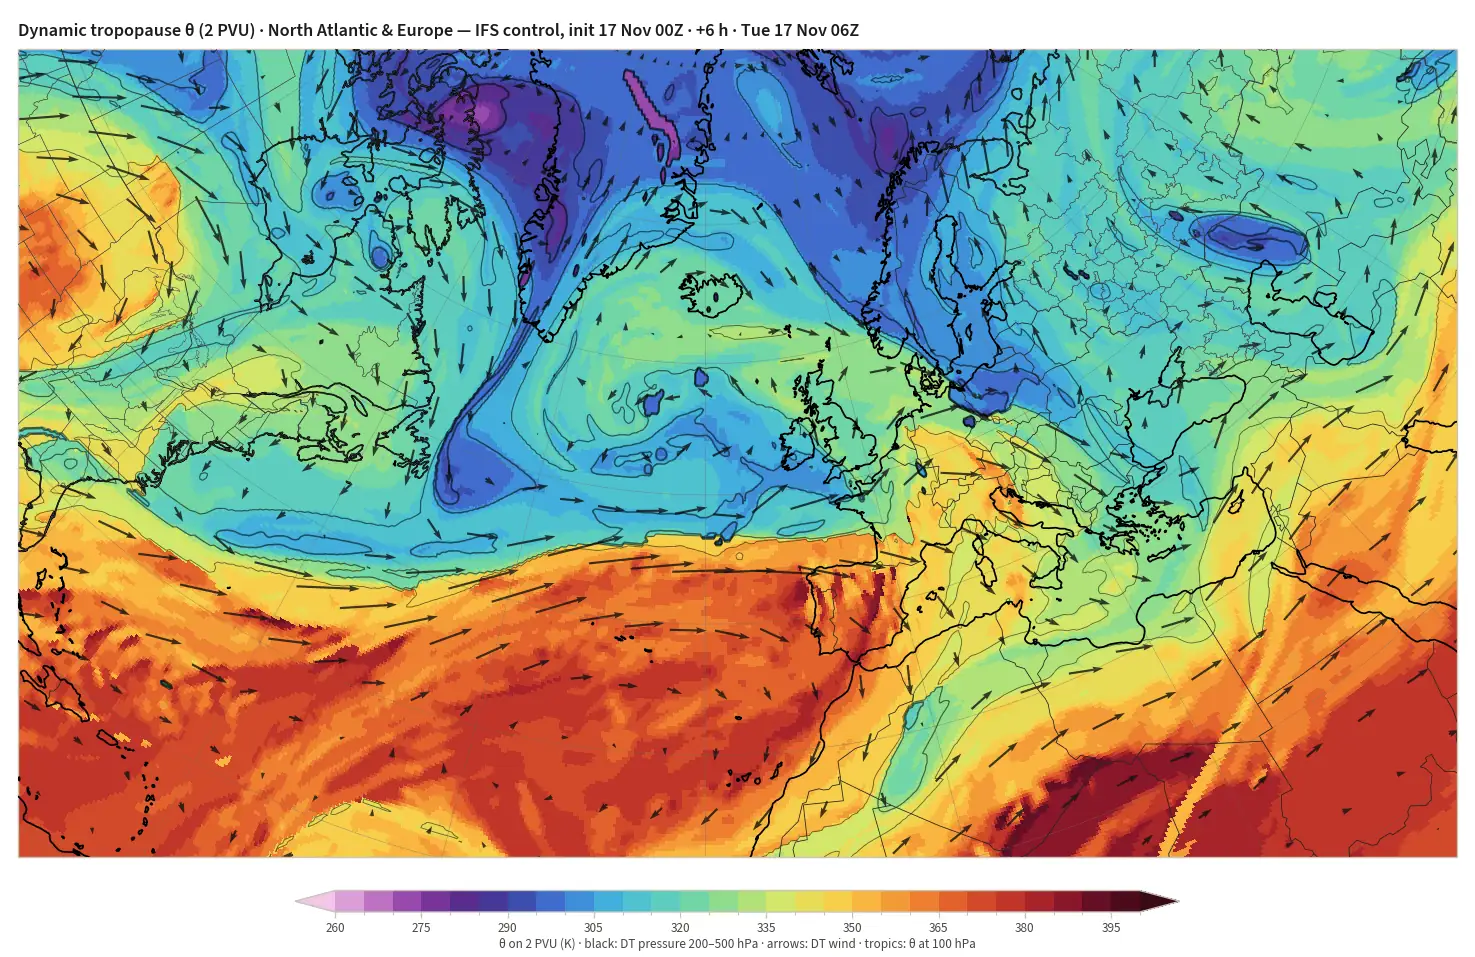 Dynamic tropopause θ (2 PVU) · North Atlantic & Europe — IFS control, init 17 Nov 00Z · +6 h · Tue 17 Nov 06Z
260 275 290 305 320 335 350 365 380 395
θ on 2 PVU (K) · black: DT pressure 200–500 hPa · arrows: DT wind · tropics: θ at 100 hPa